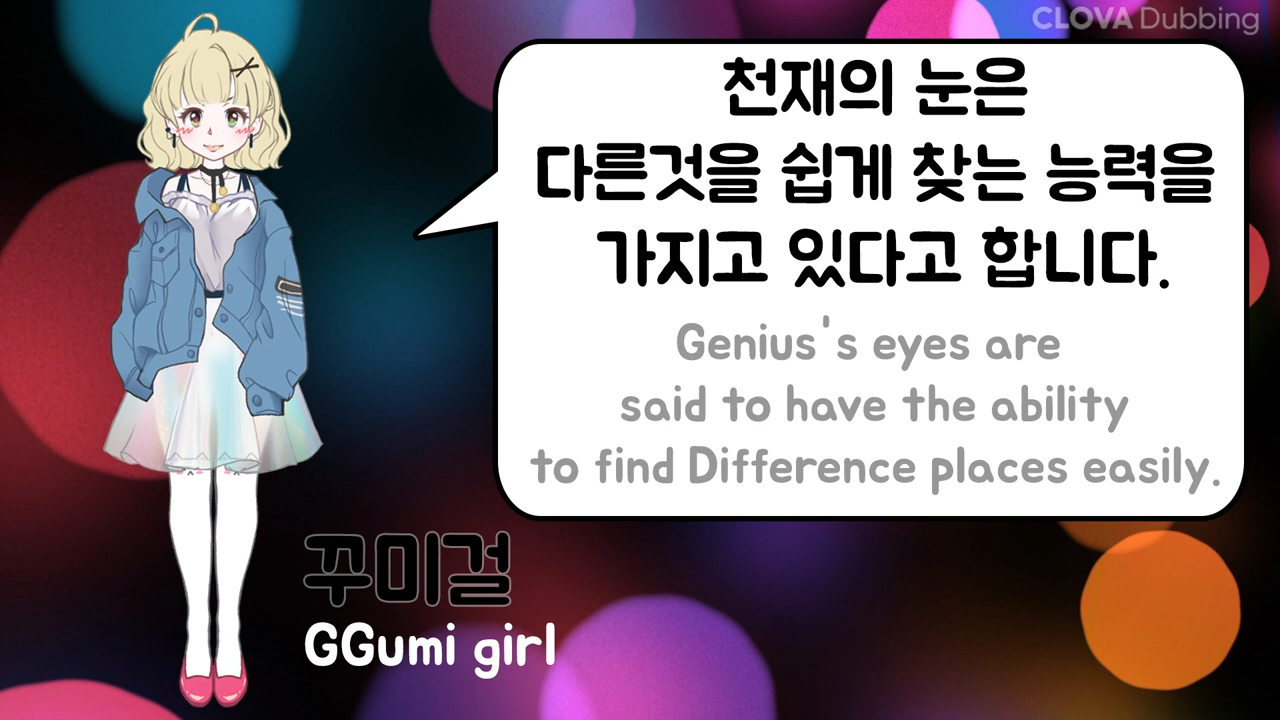 CLOVA Dubbing
천재의 눈은
다른것을 쉽게 찾는 능력을
가지고 있다고 합니다.
Genius's eyes are
said to have the ability
to find Difference places easily.
꾸미걸
GGumi girl